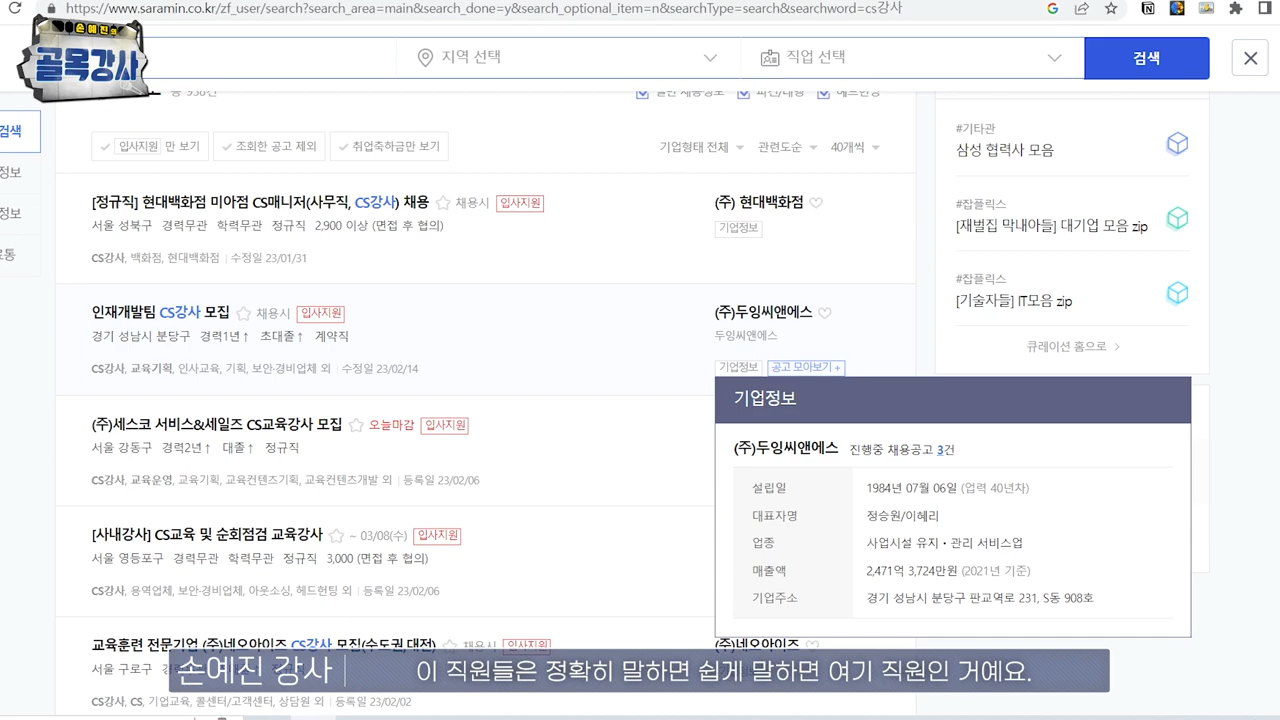 https://www.saramin.co.kr/zf_user/search?search_area=main&search_done=y&search_optional_item=n&searchType=search&searchword=cs강사
손예진의
골목강사
지역 선택
직업 선택
검색
검색
정보
정보
입사지원 만 보기
조회한 공고 제외
취업축하금만 보기
기업형태 전체
관련도순
40개씩
[정규직] 현대백화점 미아점 CS매니저(사무직, CS강사) 채용
채용시
입사지원
(주) 현대백화점
서울 성북구 경력무관 학력무관 정규직 2,900 이상 (면접 후 협의)
기업정보
CS강사, 백화점, 현대백화점 | 수정일 23/01/31
인재개발팀 CS강사 모집
채용시
입사지원
(주)두잉씨앤에스
경기 성남시 분당구 경력1년↑ 초대졸↑ 계약직
두잉씨앤에스
CS강사, 교육기획, 인사교육, 기획, 보안·경비업체 외 | 수정일 23/02/14
기업정보
공고 모아보기 +
(주)세스코 서비스&세일즈 CS교육강사 모집
오늘마감
입사지원
서울 강동구 경력2년↑ 대졸↑ 정규직
CS강사, 교육운영, 교육기획, 교육컨텐츠기획, 교육컨텐츠개발 외 | 등록일 23/02/06
[사내강사] CS교육 및 순회점검 교육강사
~ 03/08(수)
입사지원
서울 영등포구 경력무관 학력무관 정규직 3,000 (면접 후 협의)
CS강사, 용역업체, 보안·경비업체, 아웃소싱, 헤드헌팅 외 | 등록일 23/02/06
교육훈련 전문기업 (주)네오아이즈 CS강사 모집(수도권,대전)
채용시
입사지원
(주)네오아이즈
서울 구로구
CS강사, CS, 기업교육, 콜센터/고객센터, 상담원 외 | 등록일 23/02/02
기업정보
(주)두잉씨앤에스 진행중 채용공고 3건
설립일 1984년 07월 06일 (업력 40년차)
대표자명 정승원/이혜리
업종 사업시설 유지·관리 서비스업
매출액 2,471억 3,724만원 (2021년 기준)
기업주소 경기 성남시 분당구 판교역로 231, S동 908호
#기타관
삼성 협력사 모음
#잡플릭스
[재벌집 막내아들] 대기업 모음 zip
#잡플릭스
[기술자들] IT모음 zip
큐레이션 홈으로 >
손예진 강사
이 직원들은 정확히 말하면 쉽게 말하면 여기 직원인 거예요.